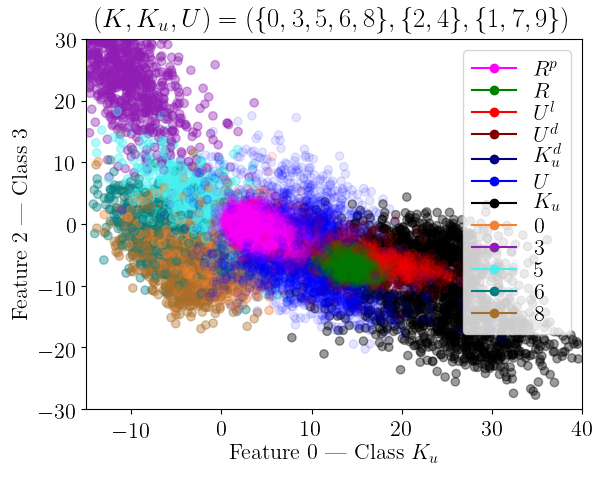 (K, K_u, U) = ({0, 3, 5, 6, 8}, {2, 4}, {1, 7, 9})
30
20
10
0
−10
−20
−30
Feature 2 — Class 3
−10
0
10
20
30
40
Feature 0 — Class K_u
R^p
R
U^l
U^d
K_u^d
U
K_u
0
3
5
6
8